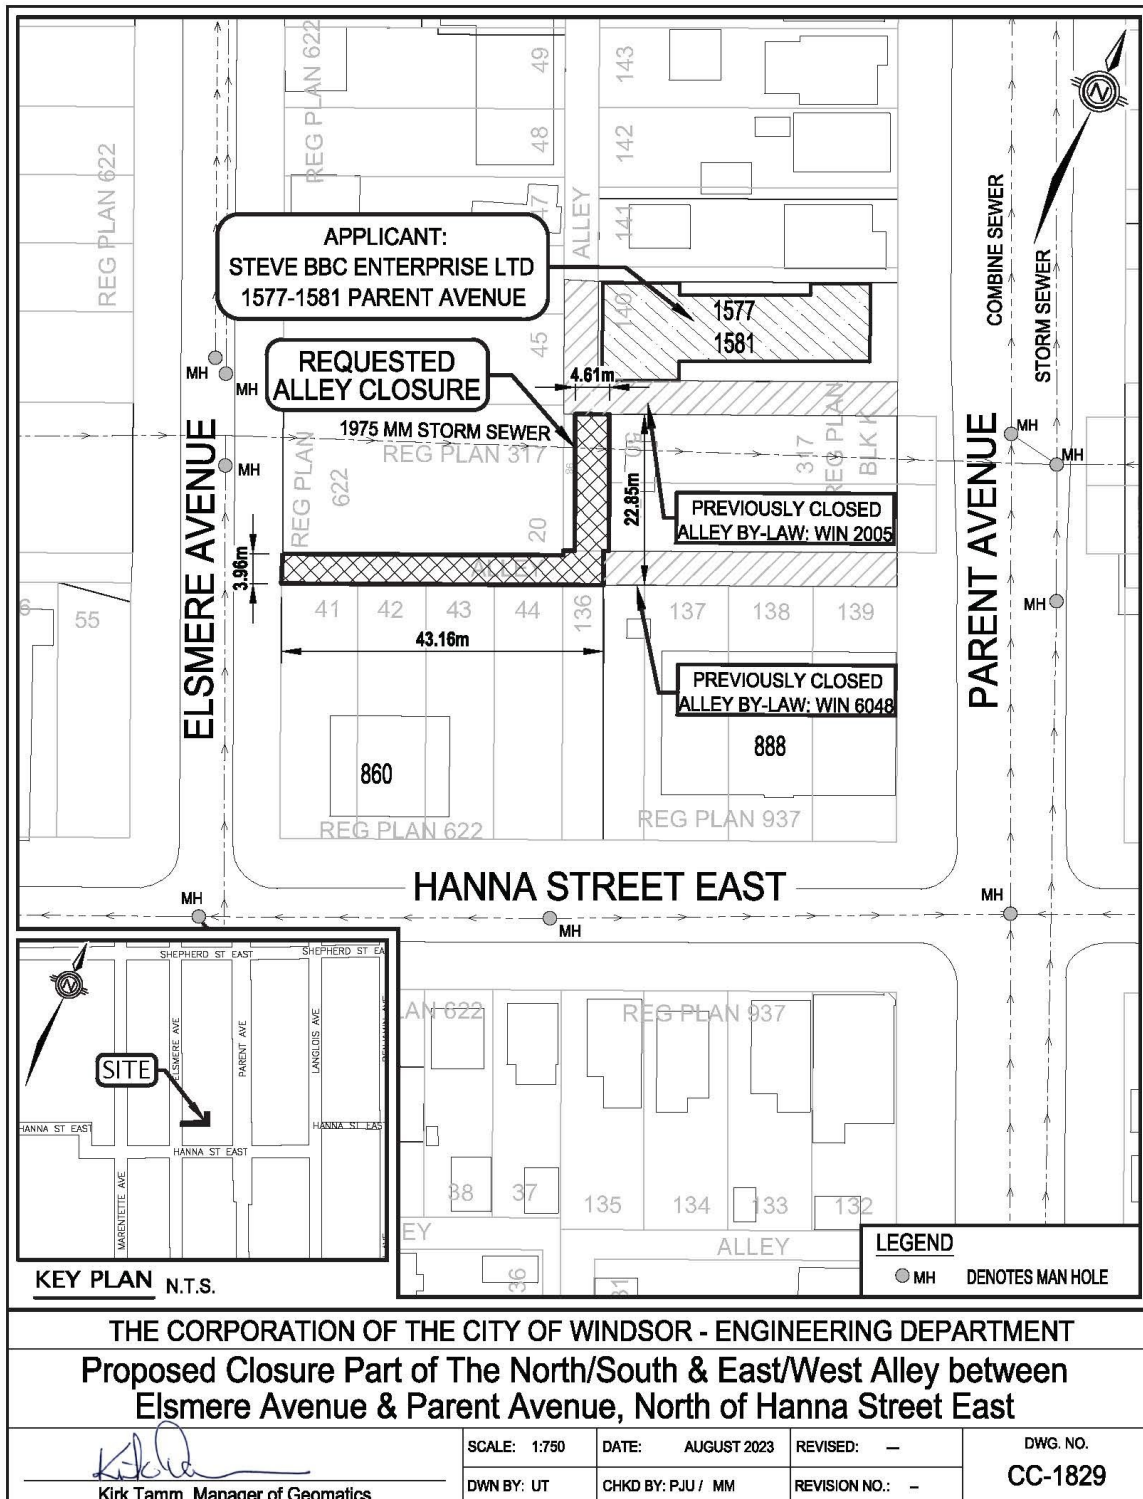 REG PLAN 622
49
143
REG PLAN 622
48
142
47
141
ALLEY
N
COMBINE SEWER
STORM SEWER
APPLICANT:
STEVE BBC ENTERPRISE LTD
1577-1581 PARENT AVENUE
140
1577
1581
45
REQUESTED
ALLEY CLOSURE
4.61m
MH
MH
1975 MM STORM SEWER
REG PLAN 317
REG PLAN
622
20
22.85m
317
REG PLAN
BLK K
MH
MH
MH
ELSMERE AVENUE
PARENT AVENUE
PREVIOUSLY CLOSED
ALLEY BY-LAW: WIN 2005
3.96m
ALLEY
55
41
42
43
44
136
137
138
139
MH
43.16m
PREVIOUSLY CLOSED
ALLEY BY-LAW: WIN 6048
860
888
REG PLAN 622
REG PLAN 937
HANNA STREET EAST
MH
MH
MH
N
SHEPHERD ST EAST
SHEPHERD ST EA
ELSMERE AVE
PARENT AVE
LANGLOIS AVE
SITE
HANNA ST EAST
HANNA ST EAST
HANNA ST EAST
MARENTETTE AVE
KEY PLAN N.T.S.
LAN 622
REG PLAN 937
38
37
135
134
133
132
EY
ALLEY
36
31
LEGEND
MH DENOTES MAN HOLE
THE CORPORATION OF THE CITY OF WINDSOR - ENGINEERING DEPARTMENT
Proposed Closure Part of The North/South & East/West Alley between
Elsmere Avenue & Parent Avenue, North of Hanna Street East
SCALE: 1:750
DATE: AUGUST 2023
REVISED: –
DWG. NO.
CC-1829
Kirk Tamm, Manager of Geomatics
DWN BY: UT
CHKD BY: PJU / MM
REVISION NO.: –